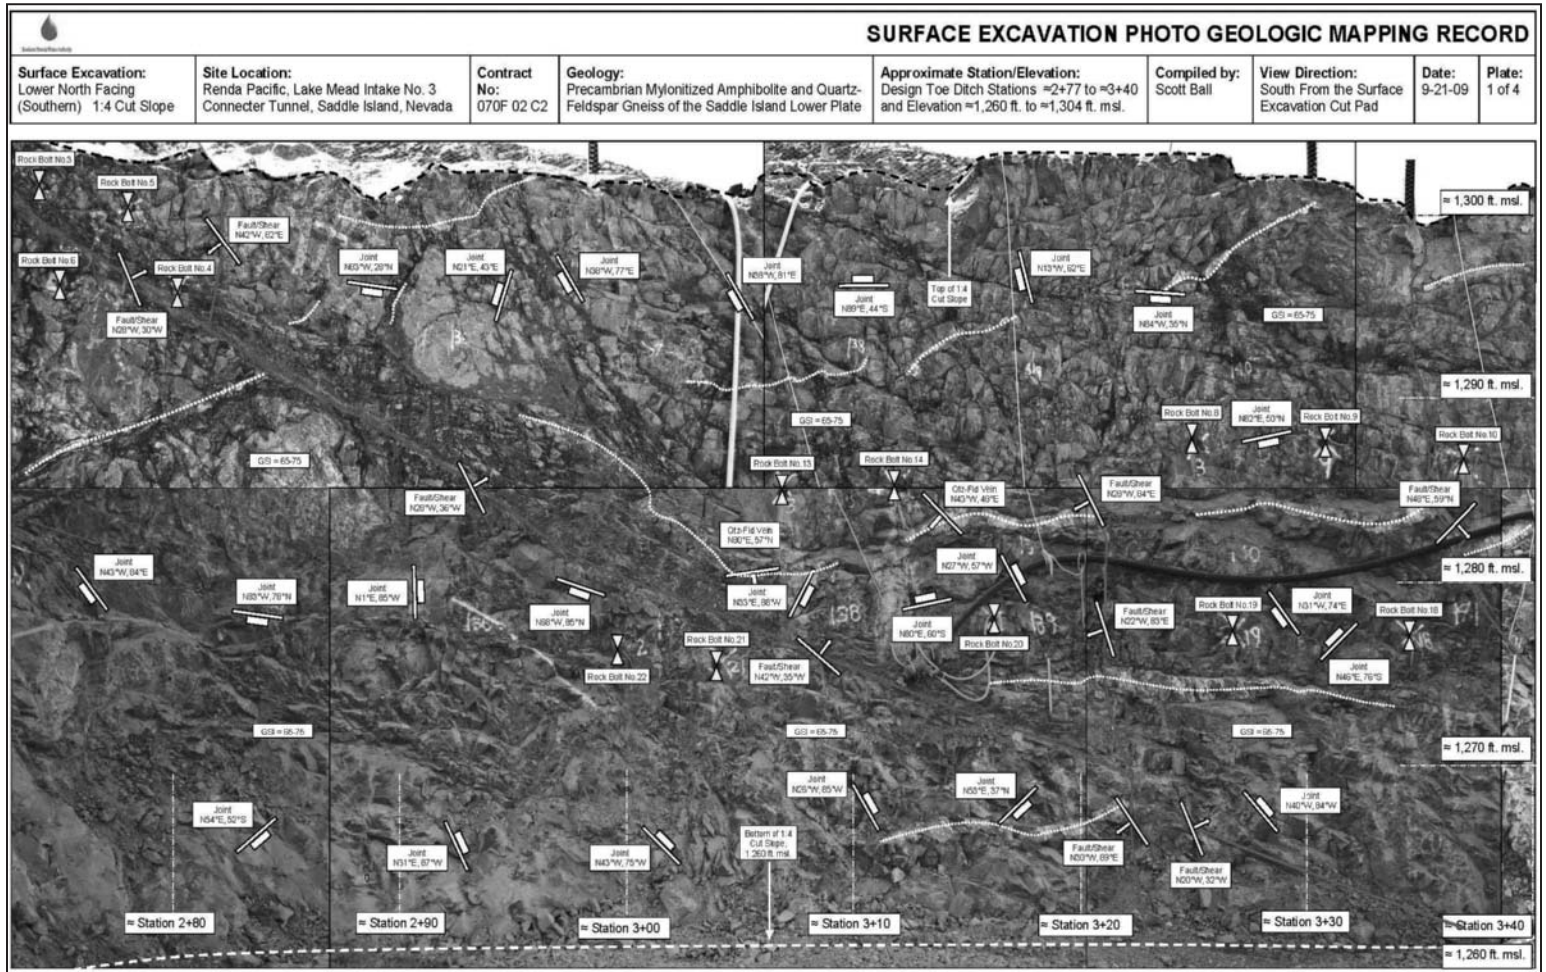 SURFACE EXCAVATION PHOTO GEOLOGIC MAPPING RECORD
Surface Excavation:
Lower North Facing
(Southern) 1:4 Cut Slope
Site Location:
Renda Pacific, Lake Mead Intake No. 3
Connecter Tunnel, Saddle Island, Nevada
Contract
No:
070F 02 C2
Geology:
Precambrian Mylonitized Amphibolite and Quartz-
Feldspar Gneiss of the Saddle Island Lower Plate
Approximate Station/Elevation:
Design Toe Ditch Stations ≈2+77 to ≈3+40
and Elevation ≈1,260 ft. to ≈1,304 ft. msl.
Compiled by:
Scott Ball
View Direction:
South From the Surface
Excavation Cut Pad
Date:
9-21-09
Plate:
1 of 4
Rock Bolt No.3
Rock Bolt No.5
≈ 1,300 ft. msl.
Fault/Shear
N42°W, 62°E
Rock Bolt No.6
Rock Bolt No.4
Joint
N63°W, 28°N
Joint
N21°E, 43°E
Joint
N38°W, 77°E
Joint
N58°W, 81°E
Joint
N89°E, 44°S
Top of 1:4
Cut Slope
Joint
N13°W, 62°E
Joint
N84°W, 35°N
GSI = 65-75
Fault/Shear
N28°W, 30°W
138
≈ 1,290 ft. msl.
GSI = 65-75
Rock Bolt No.8
Joint
N82°E, 50°N
Rock Bolt No.9
Rock Bolt No.10
GSI = 65-75
Rock Bolt No.13
Rock Bolt No.14
Fault/Shear
N28°W, 36°W
Qtz-Fld Vein
N43°W, 49°E
Fault/Shear
N28°W, 84°E
Fault/Shear
N48°E, 59°N
Qtz-Fld Vein
N80°E, 57°N
Joint
N43°W, 84°E
Joint
N83°W, 78°N
Joint
N1°E, 85°W
Joint
N68°W, 85°N
Joint
N33°E, 86°W
Joint
N27°W, 57°W
≈ 1,280 ft. msl.
138
139
Joint
N80°E, 60°S
Rock Bolt No.20
Fault/Shear
N22°W, 83°E
Rock Bolt No.19
19
Joint
N31°W, 74°E
Rock Bolt No.18
Rock Bolt No.22
Rock Bolt No.21
Fault/Shear
N42°W, 35°W
Joint
N46°E, 76°S
GSI = 65-75
GSI = 65-75
GSI = 65-75
≈ 1,270 ft. msl.
Joint
N54°E, 52°S
Joint
N31°E, 67°W
Joint
N43°W, 75°W
Bottom of 1:4
Cut Slope,
1,260 ft. msl
Joint
N26°W, 65°W
Joint
N53°E, 37°N
Fault/Shear
N30°W, 69°E
Fault/Shear
N20°W, 32°W
Joint
N40°W, 84°W
≈ Station 2+80
≈ Station 2+90
≈ Station 3+00
≈ Station 3+10
≈ Station 3+20
≈ Station 3+30
≈ Station 3+40
≈ 1,260 ft. msl.